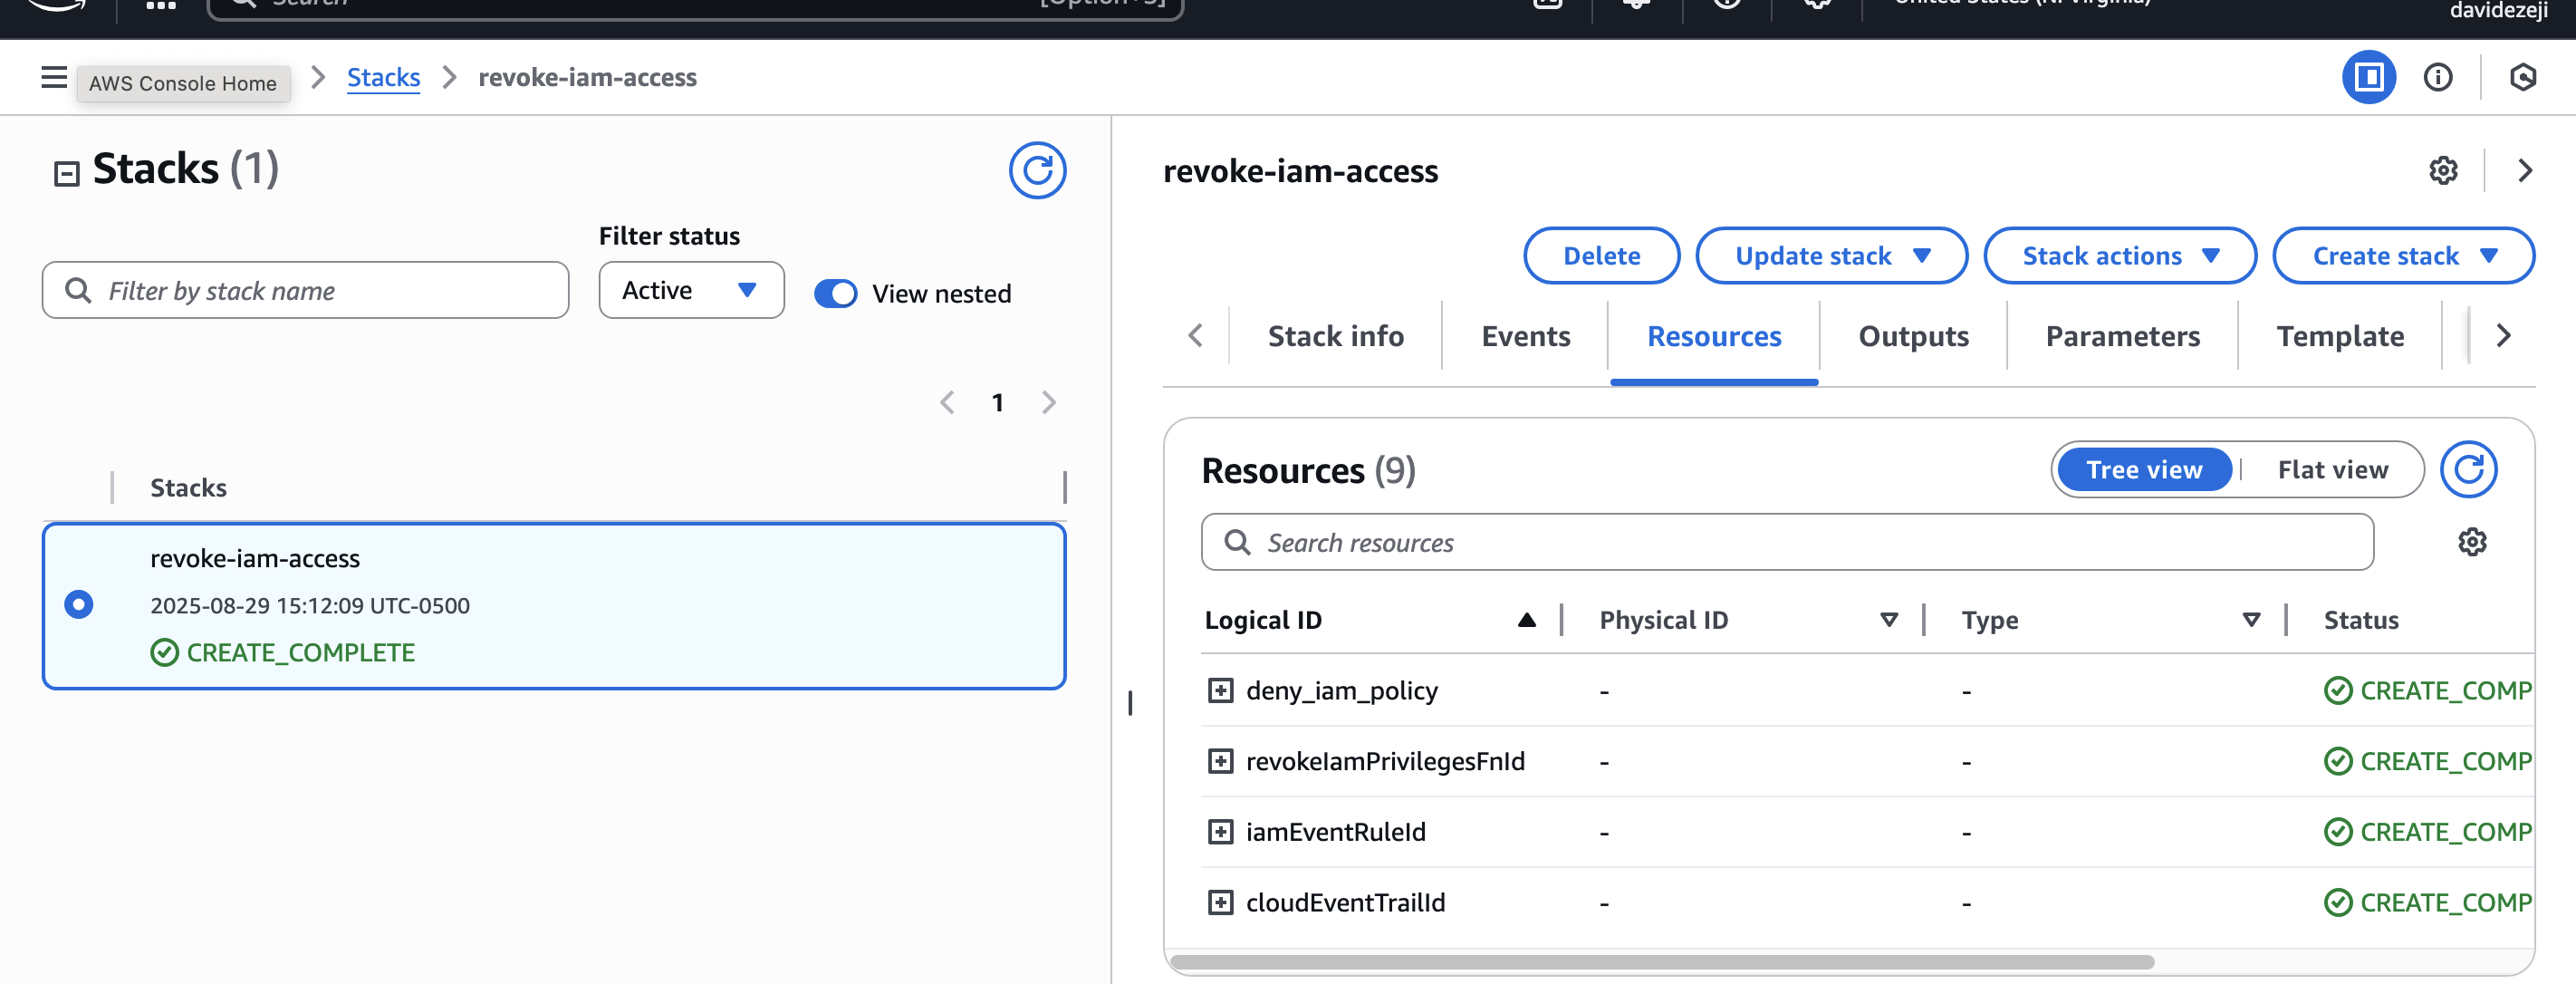 Search
[Option+S]
United States (N. Virginia)
davidezeji
AWS Console Home
Stacks
revoke-iam-access
Stacks (1)
Filter by stack name
Filter status
Active
View nested
1
Stacks
revoke-iam-access
2025-08-29 15:12:09 UTC-0500
CREATE_COMPLETE
revoke-iam-access
Delete
Update stack
Stack actions
Create stack
Stack info
Events
Resources
Outputs
Parameters
Template
Resources (9)
Tree view
Flat view
Search resources
Logical ID
Physical ID
Type
Status
deny_iam_policy
-
-
CREATE_COMP
revokeIamPrivilegesFnId
-
-
CREATE_COMP
iamEventRuleId
-
-
CREATE_COMP
cloudEventTrailId
-
-
CREATE_COMP